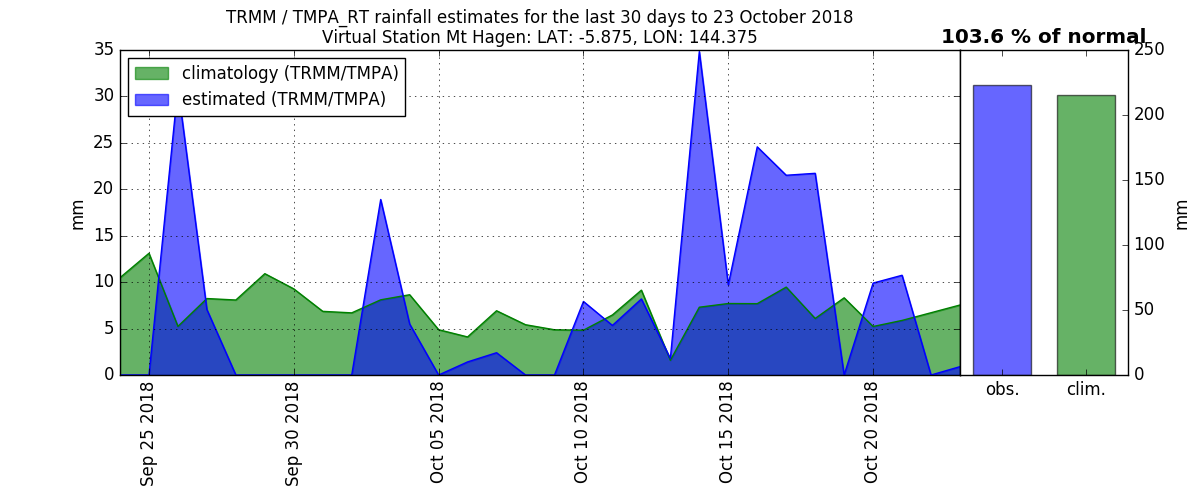 TRMM / TMPA_RT rainfall estimates for the last 30 days to 23 October 2018
Virtual Station Mt Hagen: LAT: -5.875, LON: 144.375
103.6 % of normal
climatology (TRMM/TMPA)
estimated (TRMM/TMPA)
mm
35
30
25
20
15
10
5
0
Sep 25 2018
Sep 30 2018
Oct 05 2018
Oct 10 2018
Oct 15 2018
Oct 20 2018
250
200
150
100
50
0
mm
obs.
clim.